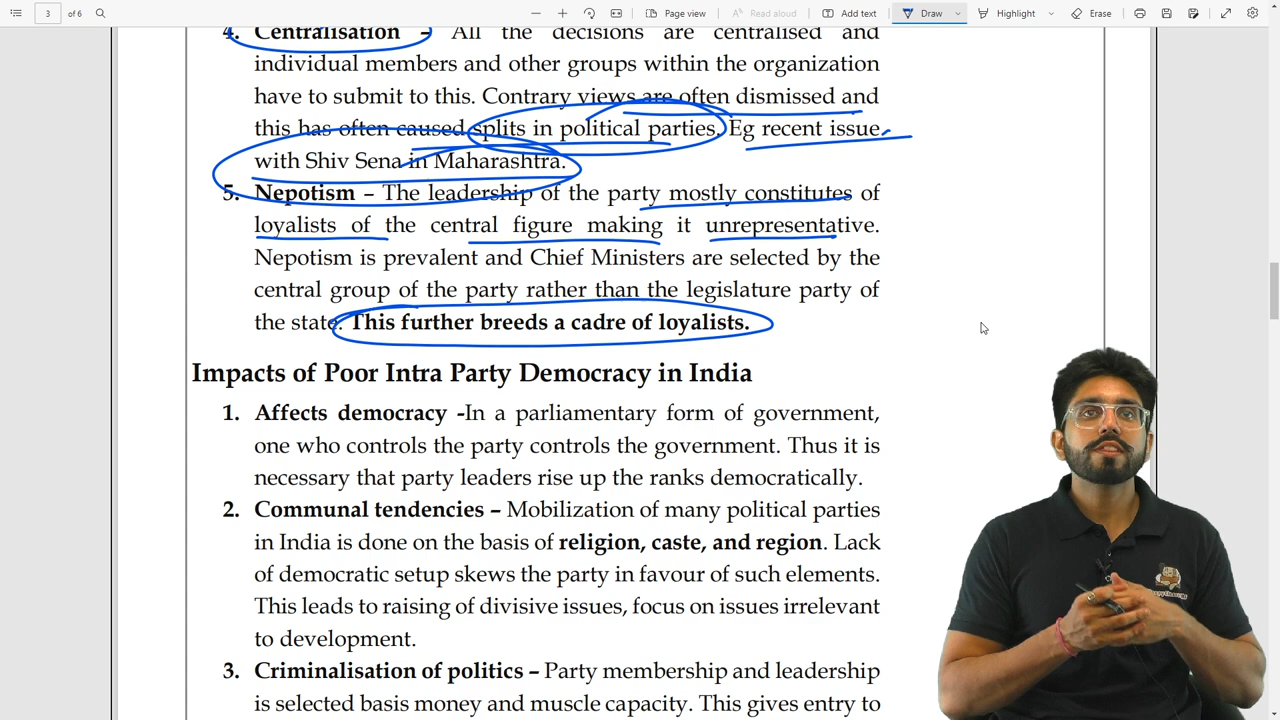 3 of 6 Page view Read aloud Add text Draw Highlight Erase
4. Centralisation – All the decisions are centralised and
individual members and other groups within the organization
have to submit to this. Contrary views are often dismissed and
this has often caused splits in political parties. Eg recent issue
with Shiv Sena in Maharashtra.
5. Nepotism – The leadership of the party mostly constitutes of
loyalists of the central figure making it unrepresentative.
Nepotism is prevalent and Chief Ministers are selected by the
central group of the party rather than the legislature party of
the state. This further breeds a cadre of loyalists.
Impacts of Poor Intra Party Democracy in India
1. Affects democracy -In a parliamentary form of government,
one who controls the party controls the government. Thus it is
necessary that party leaders rise up the ranks democratically.
2. Communal tendencies – Mobilization of many political parties
in India is done on the basis of religion, caste, and region. Lack
of democratic setup skews the party in favour of such elements.
This leads to raising of divisive issues, focus on issues irrelevant
to development.
3. Criminalisation of politics – Party membership and leadership
is selected basis money and muscle capacity. This gives entry to